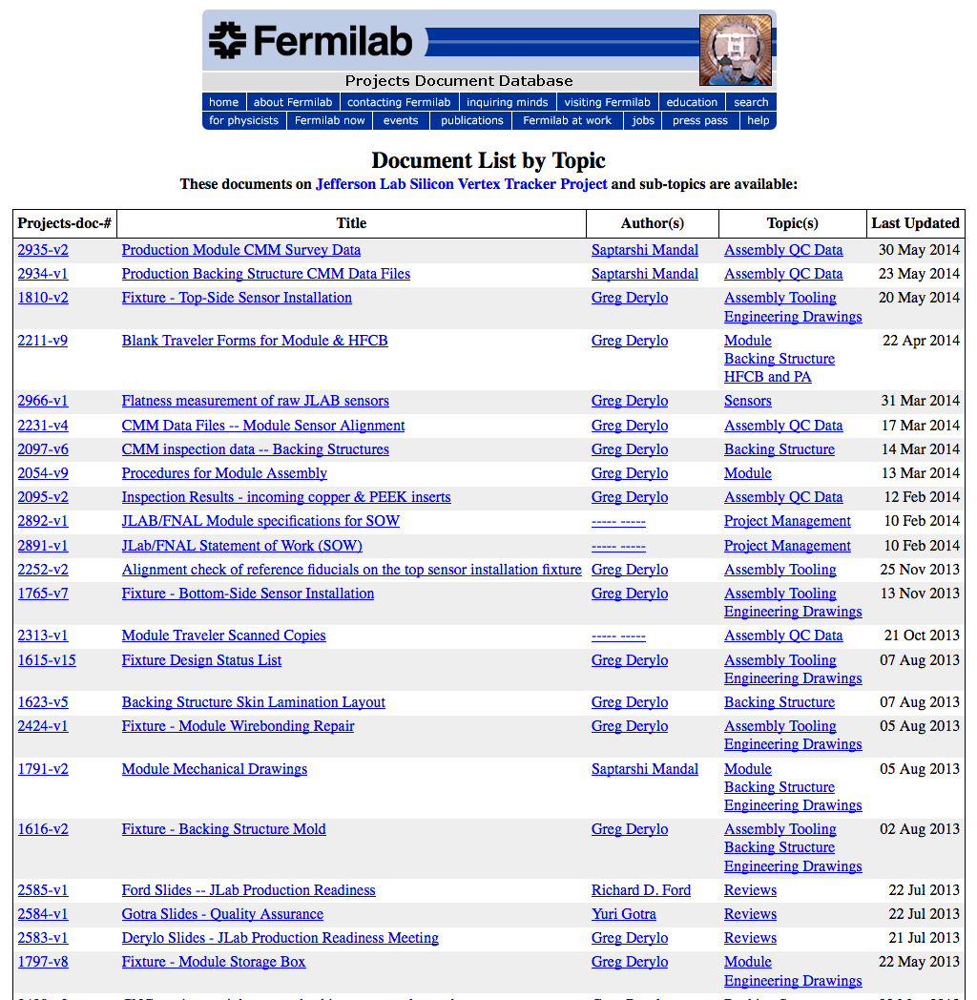 Fermilab
Projects Document Database
home about Fermilab contacting Fermilab inquiring minds visiting Fermilab education search
for physicists Fermilab now events publications Fermilab at work jobs press pass help
Document List by Topic
These documents on Jefferson Lab Silicon Vertex Tracker Project and sub-topics are available:
Projects-doc-# Title Author(s) Topic(s) Last Updated
2935-v2 Production Module CMM Survey Data Saptarshi Mandal Assembly QC Data 30 May 2014
2934-v1 Production Backing Structure CMM Data Files Saptarshi Mandal Assembly QC Data 23 May 2014
1810-v2 Fixture - Top-Side Sensor Installation Greg Derylo Assembly Tooling 20 May 2014
Engineering Drawings
2211-v9 Blank Traveler Forms for Module & HFCB Greg Derylo Module 22 Apr 2014
Backing Structure
HFCB and PA
2966-v1 Flatness measurement of raw JLAB sensors Greg Derylo Sensors 31 Mar 2014
2231-v4 CMM Data Files -- Module Sensor Alignment Greg Derylo Assembly QC Data 17 Mar 2014
2097-v6 CMM inspection data -- Backing Structures Greg Derylo Backing Structure 14 Mar 2014
2054-v9 Procedures for Module Assembly Greg Derylo Module 13 Mar 2014
2095-v2 Inspection Results - incoming copper & PEEK inserts Greg Derylo Assembly QC Data 12 Feb 2014
2892-v1 JLAB/FNAL Module specifications for SOW ----- ----- Project Management 10 Feb 2014
2891-v1 JLab/FNAL Statement of Work (SOW) ----- ----- Project Management 10 Feb 2014
2252-v2 Alignment check of reference fiducials on the top sensor installation fixture Greg Derylo Assembly Tooling 25 Nov 2013
1765-v7 Fixture - Bottom-Side Sensor Installation Greg Derylo Assembly Tooling 13 Nov 2013
Engineering Drawings
2313-v1 Module Traveler Scanned Copies ----- ----- Assembly QC Data 21 Oct 2013
1615-v15 Fixture Design Status List Greg Derylo Assembly Tooling 07 Aug 2013
Engineering Drawings
1623-v5 Backing Structure Skin Lamination Layout Greg Derylo Backing Structure 07 Aug 2013
2424-v1 Fixture - Module Wirebonding Repair Greg Derylo Assembly Tooling 05 Aug 2013
Engineering Drawings
1791-v2 Module Mechanical Drawings Saptarshi Mandal Module 05 Aug 2013
Backing Structure
Engineering Drawings
1616-v2 Fixture - Backing Structure Mold Greg Derylo Assembly Tooling 02 Aug 2013
Backing Structure
Engineering Drawings
2585-v1 Ford Slides -- JLab Production Readiness Richard D. Ford Reviews 22 Jul 2013
2584-v1 Gotra Slides - Quality Assurance Yuri Gotra Reviews 22 Jul 2013
2583-v1 Derylo Slides - JLab Production Readiness Meeting Greg Derylo Reviews 21 Jul 2013
1797-v8 Fixture - Module Storage Box Greg Derylo Module 22 May 2013
Engineering Drawings